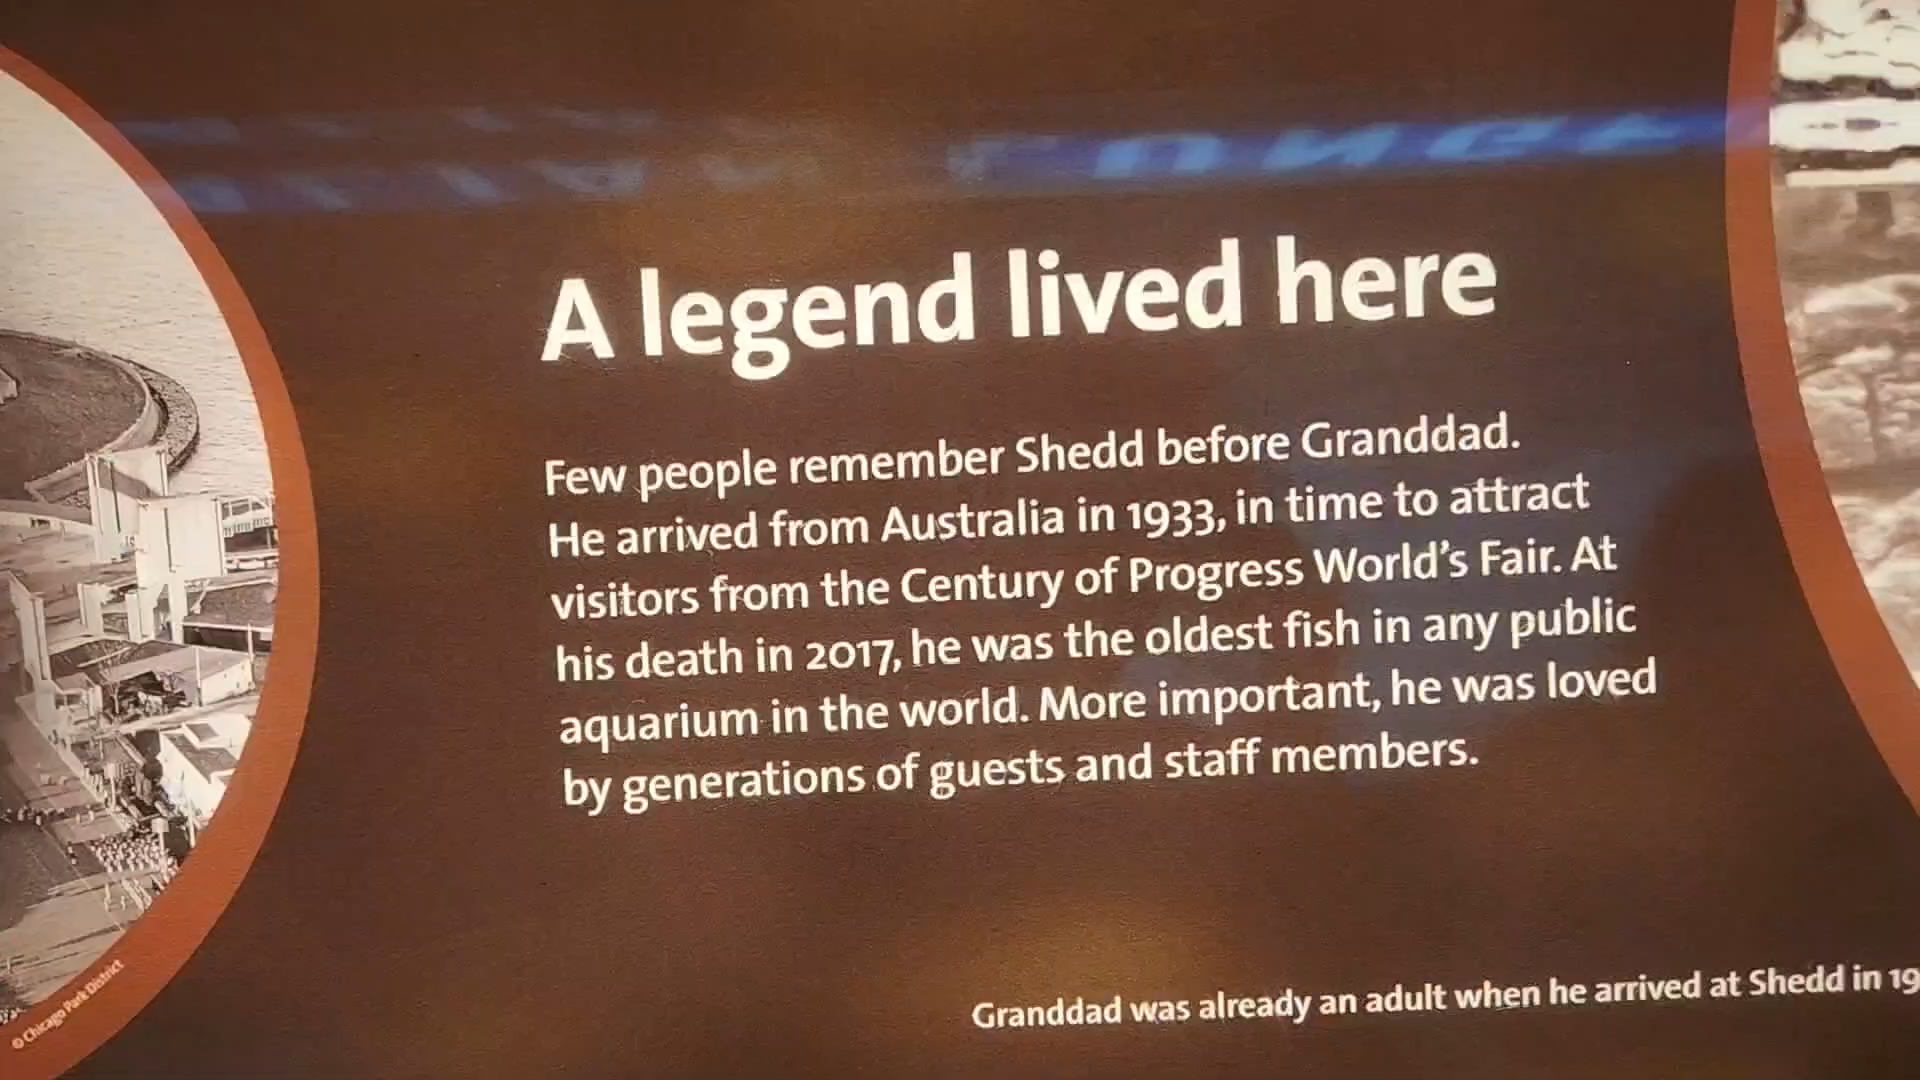 A legend lived here
Few people remember Shedd before Granddad.
He arrived from Australia in 1933, in time to attract
visitors from the Century of Progress World's Fair. At
his death in 2017, he was the oldest fish in any public
aquarium in the world. More important, he was loved
by generations of guests and staff members.
© Chicago Park District
Granddad was already an adult when he arrived at Shedd in 19